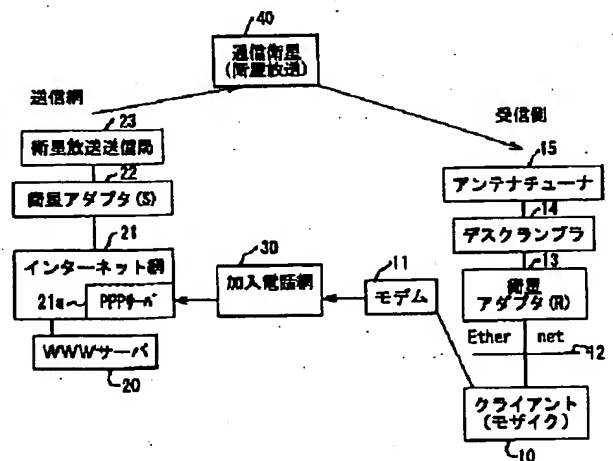 40
通信衛星
(衛星放送)
送信側
23
衛星放送送信局
22
衛星アダプタ(S)
21
インターネット網
21a
PPPサーバ
WWWサーバ
20
30
加入電話網
11
モデム
受信側
15
アンテナチューナ
14
デスクランブラ
13
衛星
アダプタ(R)
Ether net
12
クライアント
(モザイク)
10